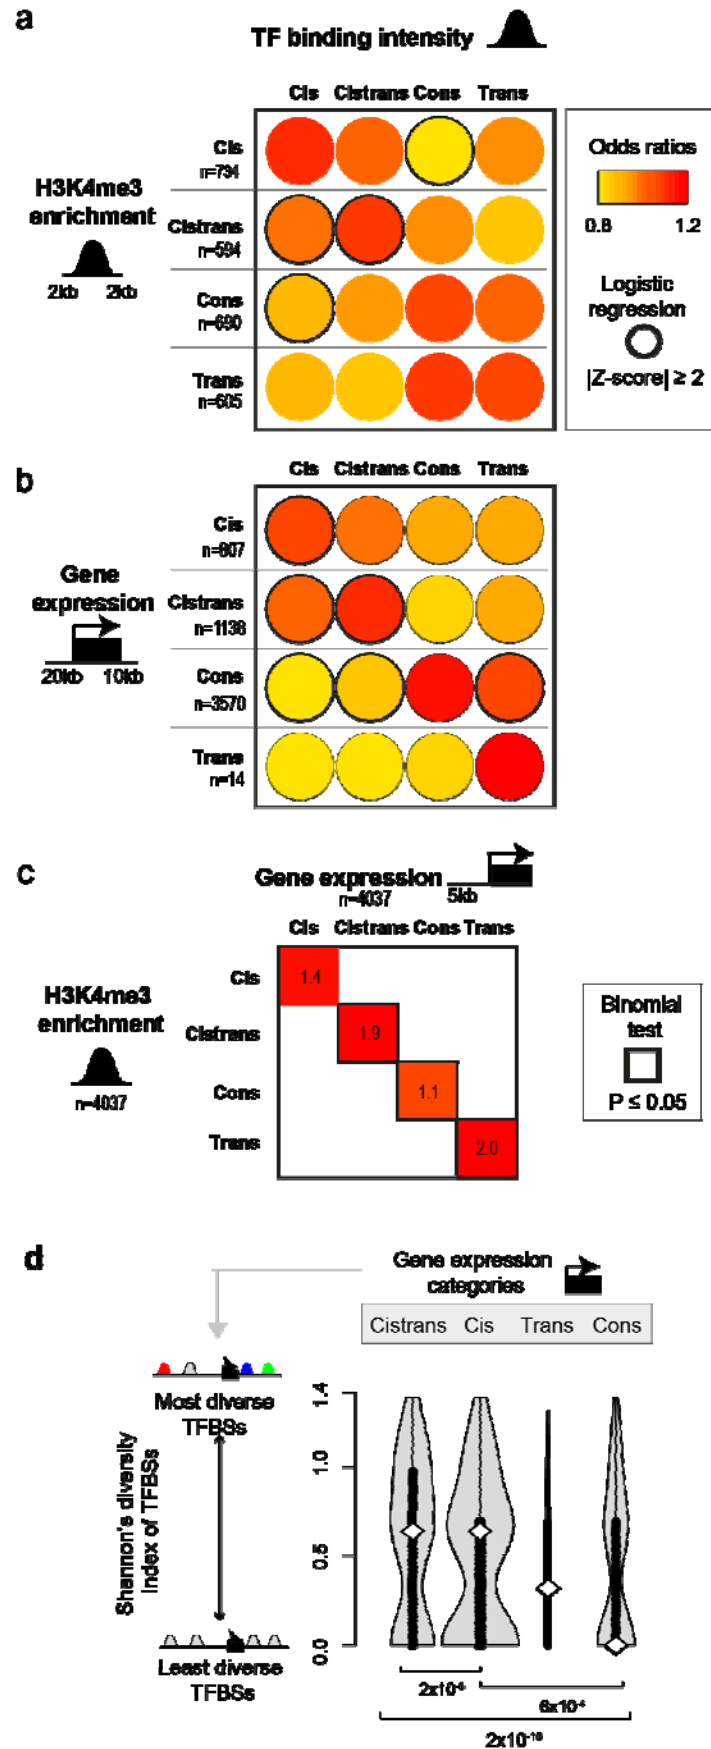 a
TF binding intensity
Cis Cistrans Cons Trans
Cis
n=794
H3K4me3
enrichment
2kb 2kb
Cistrans
n=594
Cons
n=690
Trans
n=605
Odds ratios
0.8 1.2
Logistic
regression
|Z-score| ≥ 2
b
Cis Cistrans Cons Trans
Cis
n=807
Gene
expression
20kb 10kb
Cistrans
n=1138
Cons
n=3570
Trans
n=14
c
Gene expression
n=4037
5kb
Cis Cistrans Cons Trans
Cis
1.4
H3K4me3
enrichment
n=4037
Cistrans
1.9
Cons
1.1
Trans
2.0
Binomial
test
P ≤ 0.05
d
Gene expression
categories
Cistrans Cis Trans Cons
Most diverse
TFBSs
Shannon's diversity
index of TFBSs
Least diverse
TFBSs
1.4
1.0
0.5
0.0